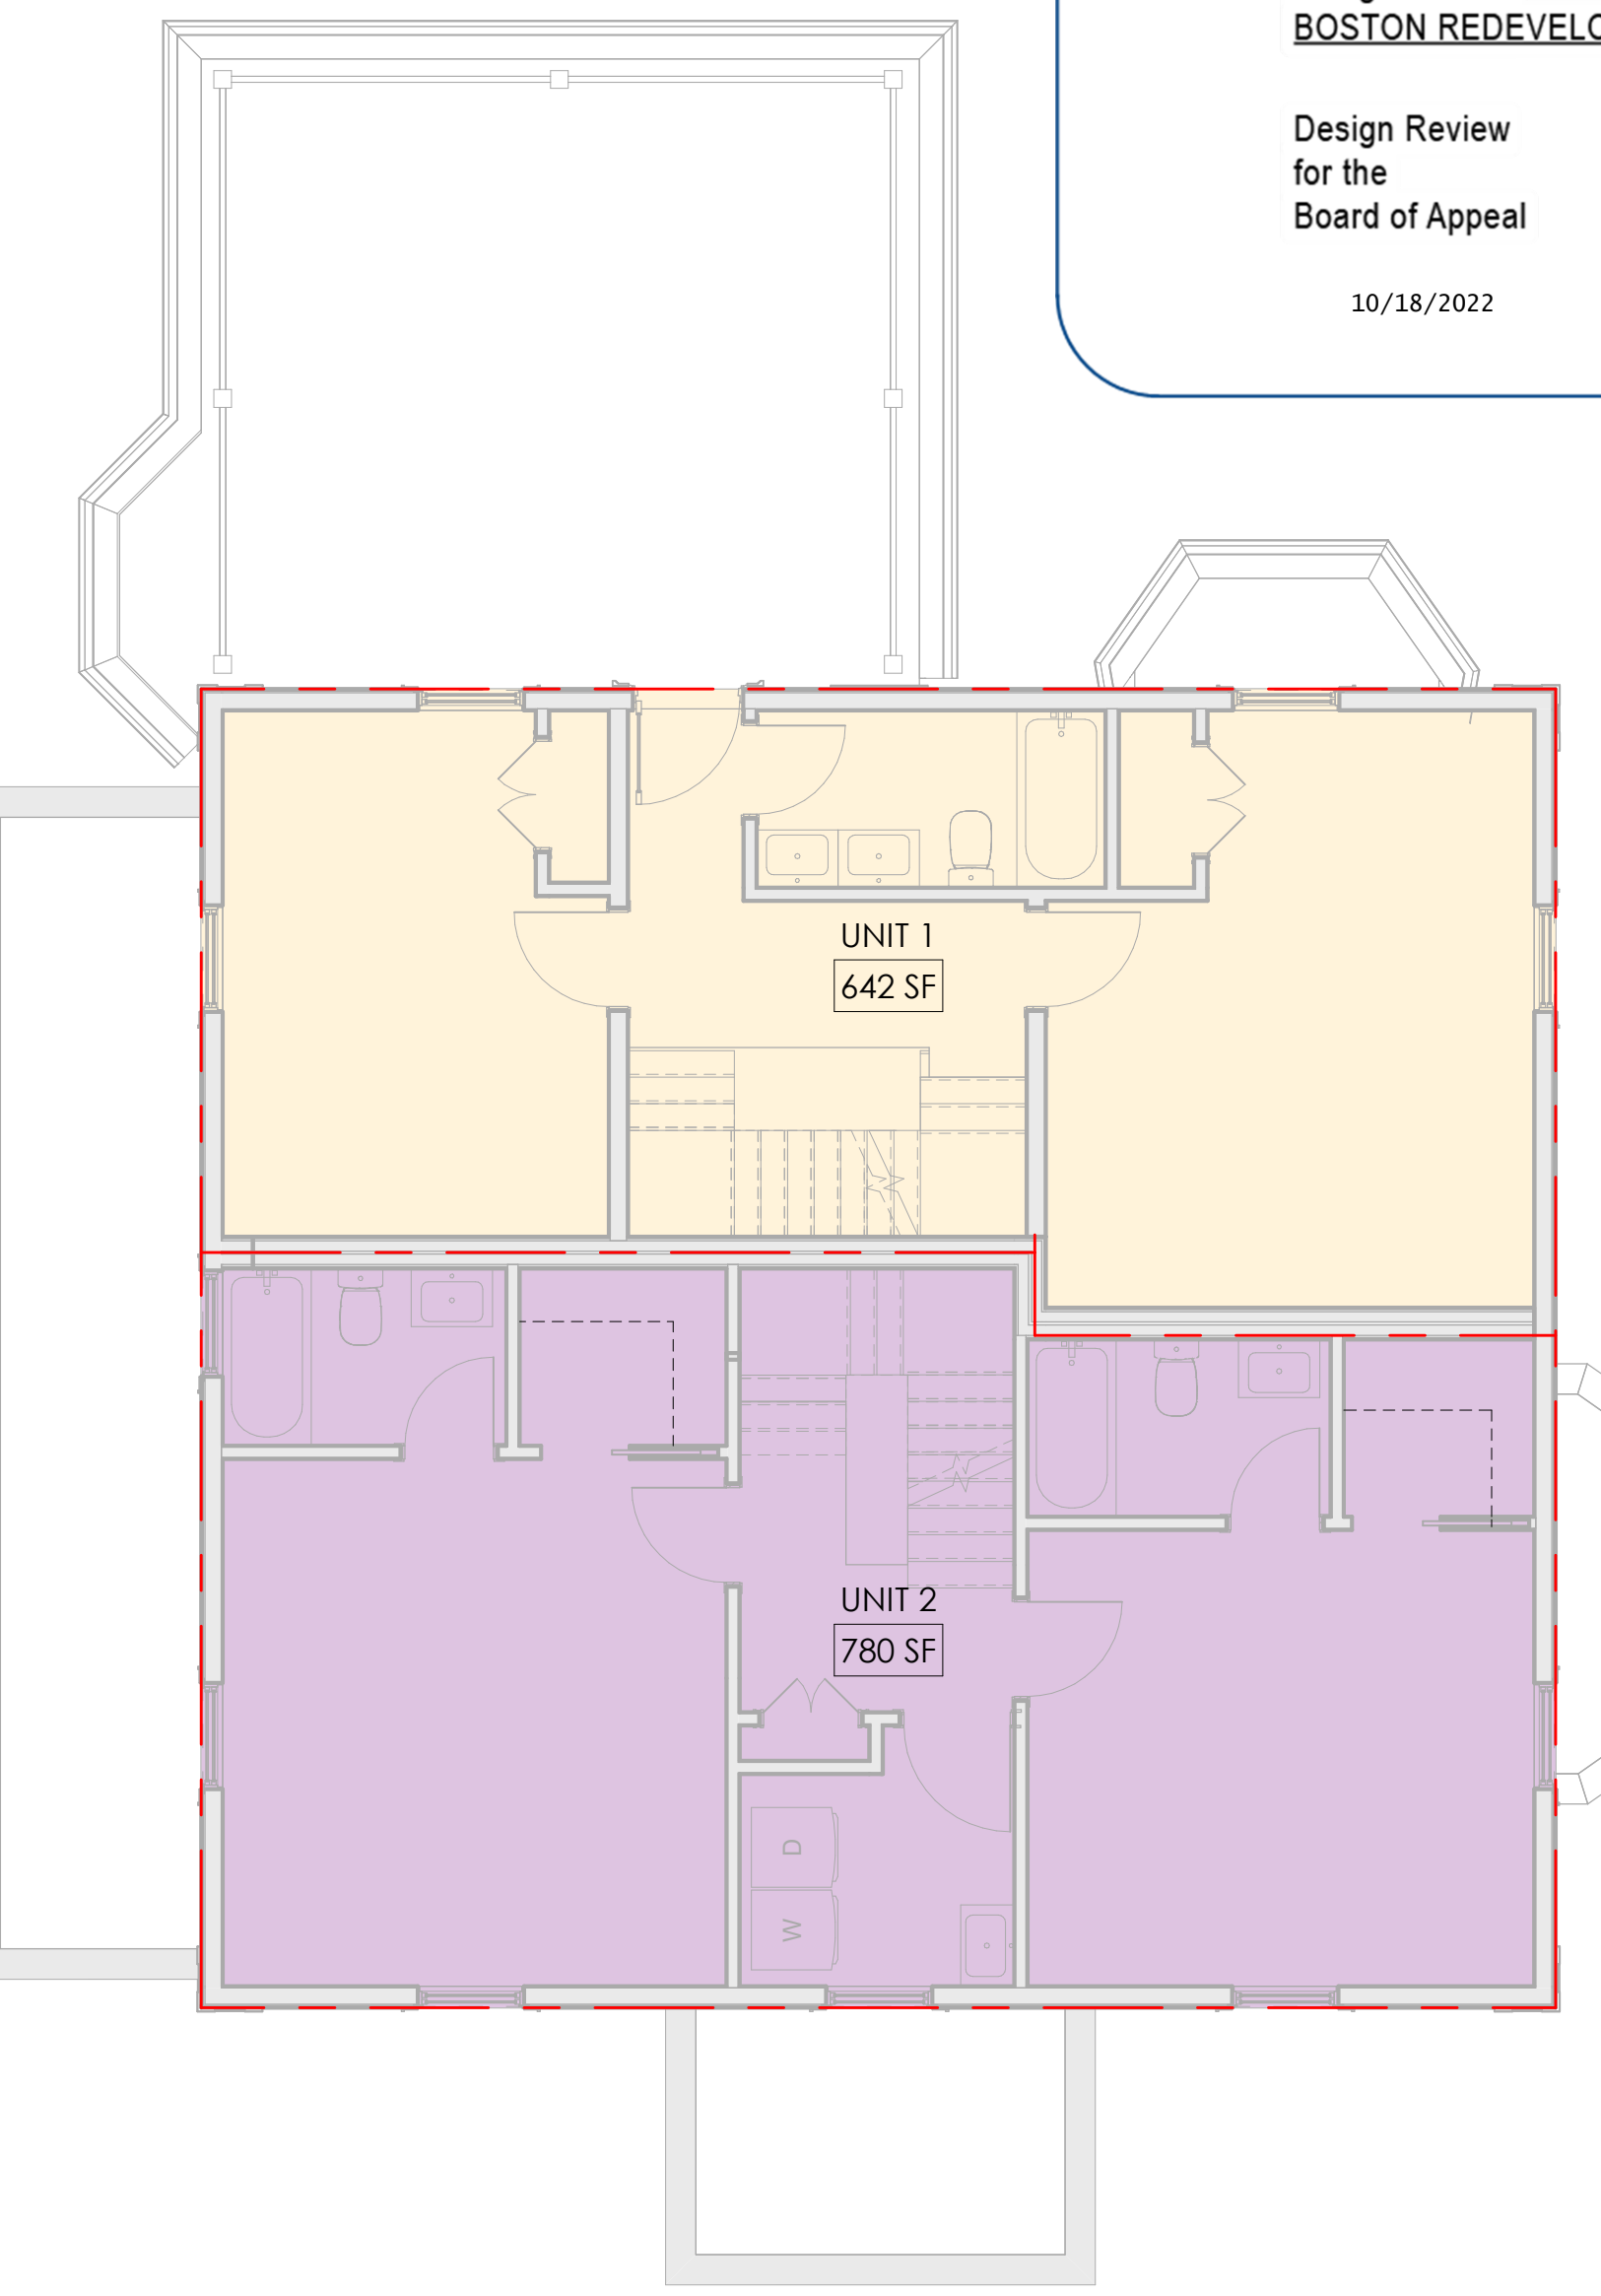 BOSTON REDEVELO
Design Review
for the
Board of Appeal
10/18/2022
UNIT 1
642 SF
UNIT 2
780 SF
D
W